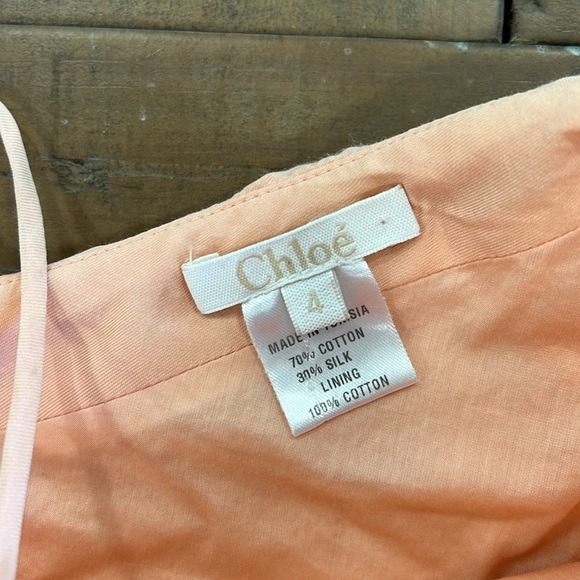 Chloé
4
MADE IN TUNISIA
70% COTTON
30% SILK
LINING
100% COTTON